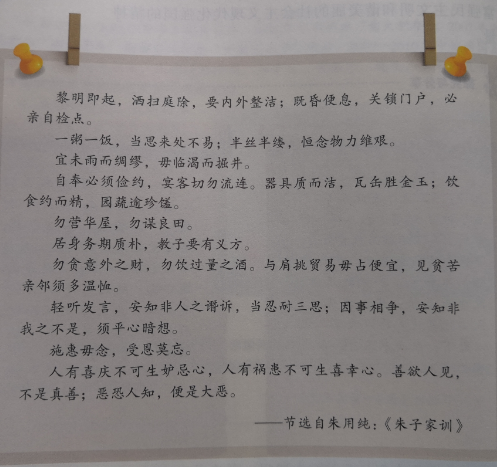 黎明即起，洒扫庭除，要内外整洁；既昏便息，关锁门户，必
亲自检点。
一粥一饭，当思来处不易；半丝半缕，恒念物力维艰。
宜未雨而绸缪，毋临渴而掘井。
自奉必须俭约，宴客切勿流连。器具质而洁，瓦缶胜金玉；饮
食约而精，园蔬逾珍馐。
勿营华屋，勿谋良田。
居身务期质朴，教子要有义方。
勿贪意外之财，勿饮过量之酒。与肩挑贸易毋占便宜，见贫苦
亲邻须多温恤。
轻听发言，安知非人之谮诉，当忍耐三思；因事相争，安知非
我之不是，须平心暗想。
施惠毋念，受恩莫忘。
人有喜庆不可生妒忌心，人有祸患不可生喜幸心。善欲人见，
不是真善；恶恐人知，便是大恶。
——节选自朱用纯：《朱子家训》